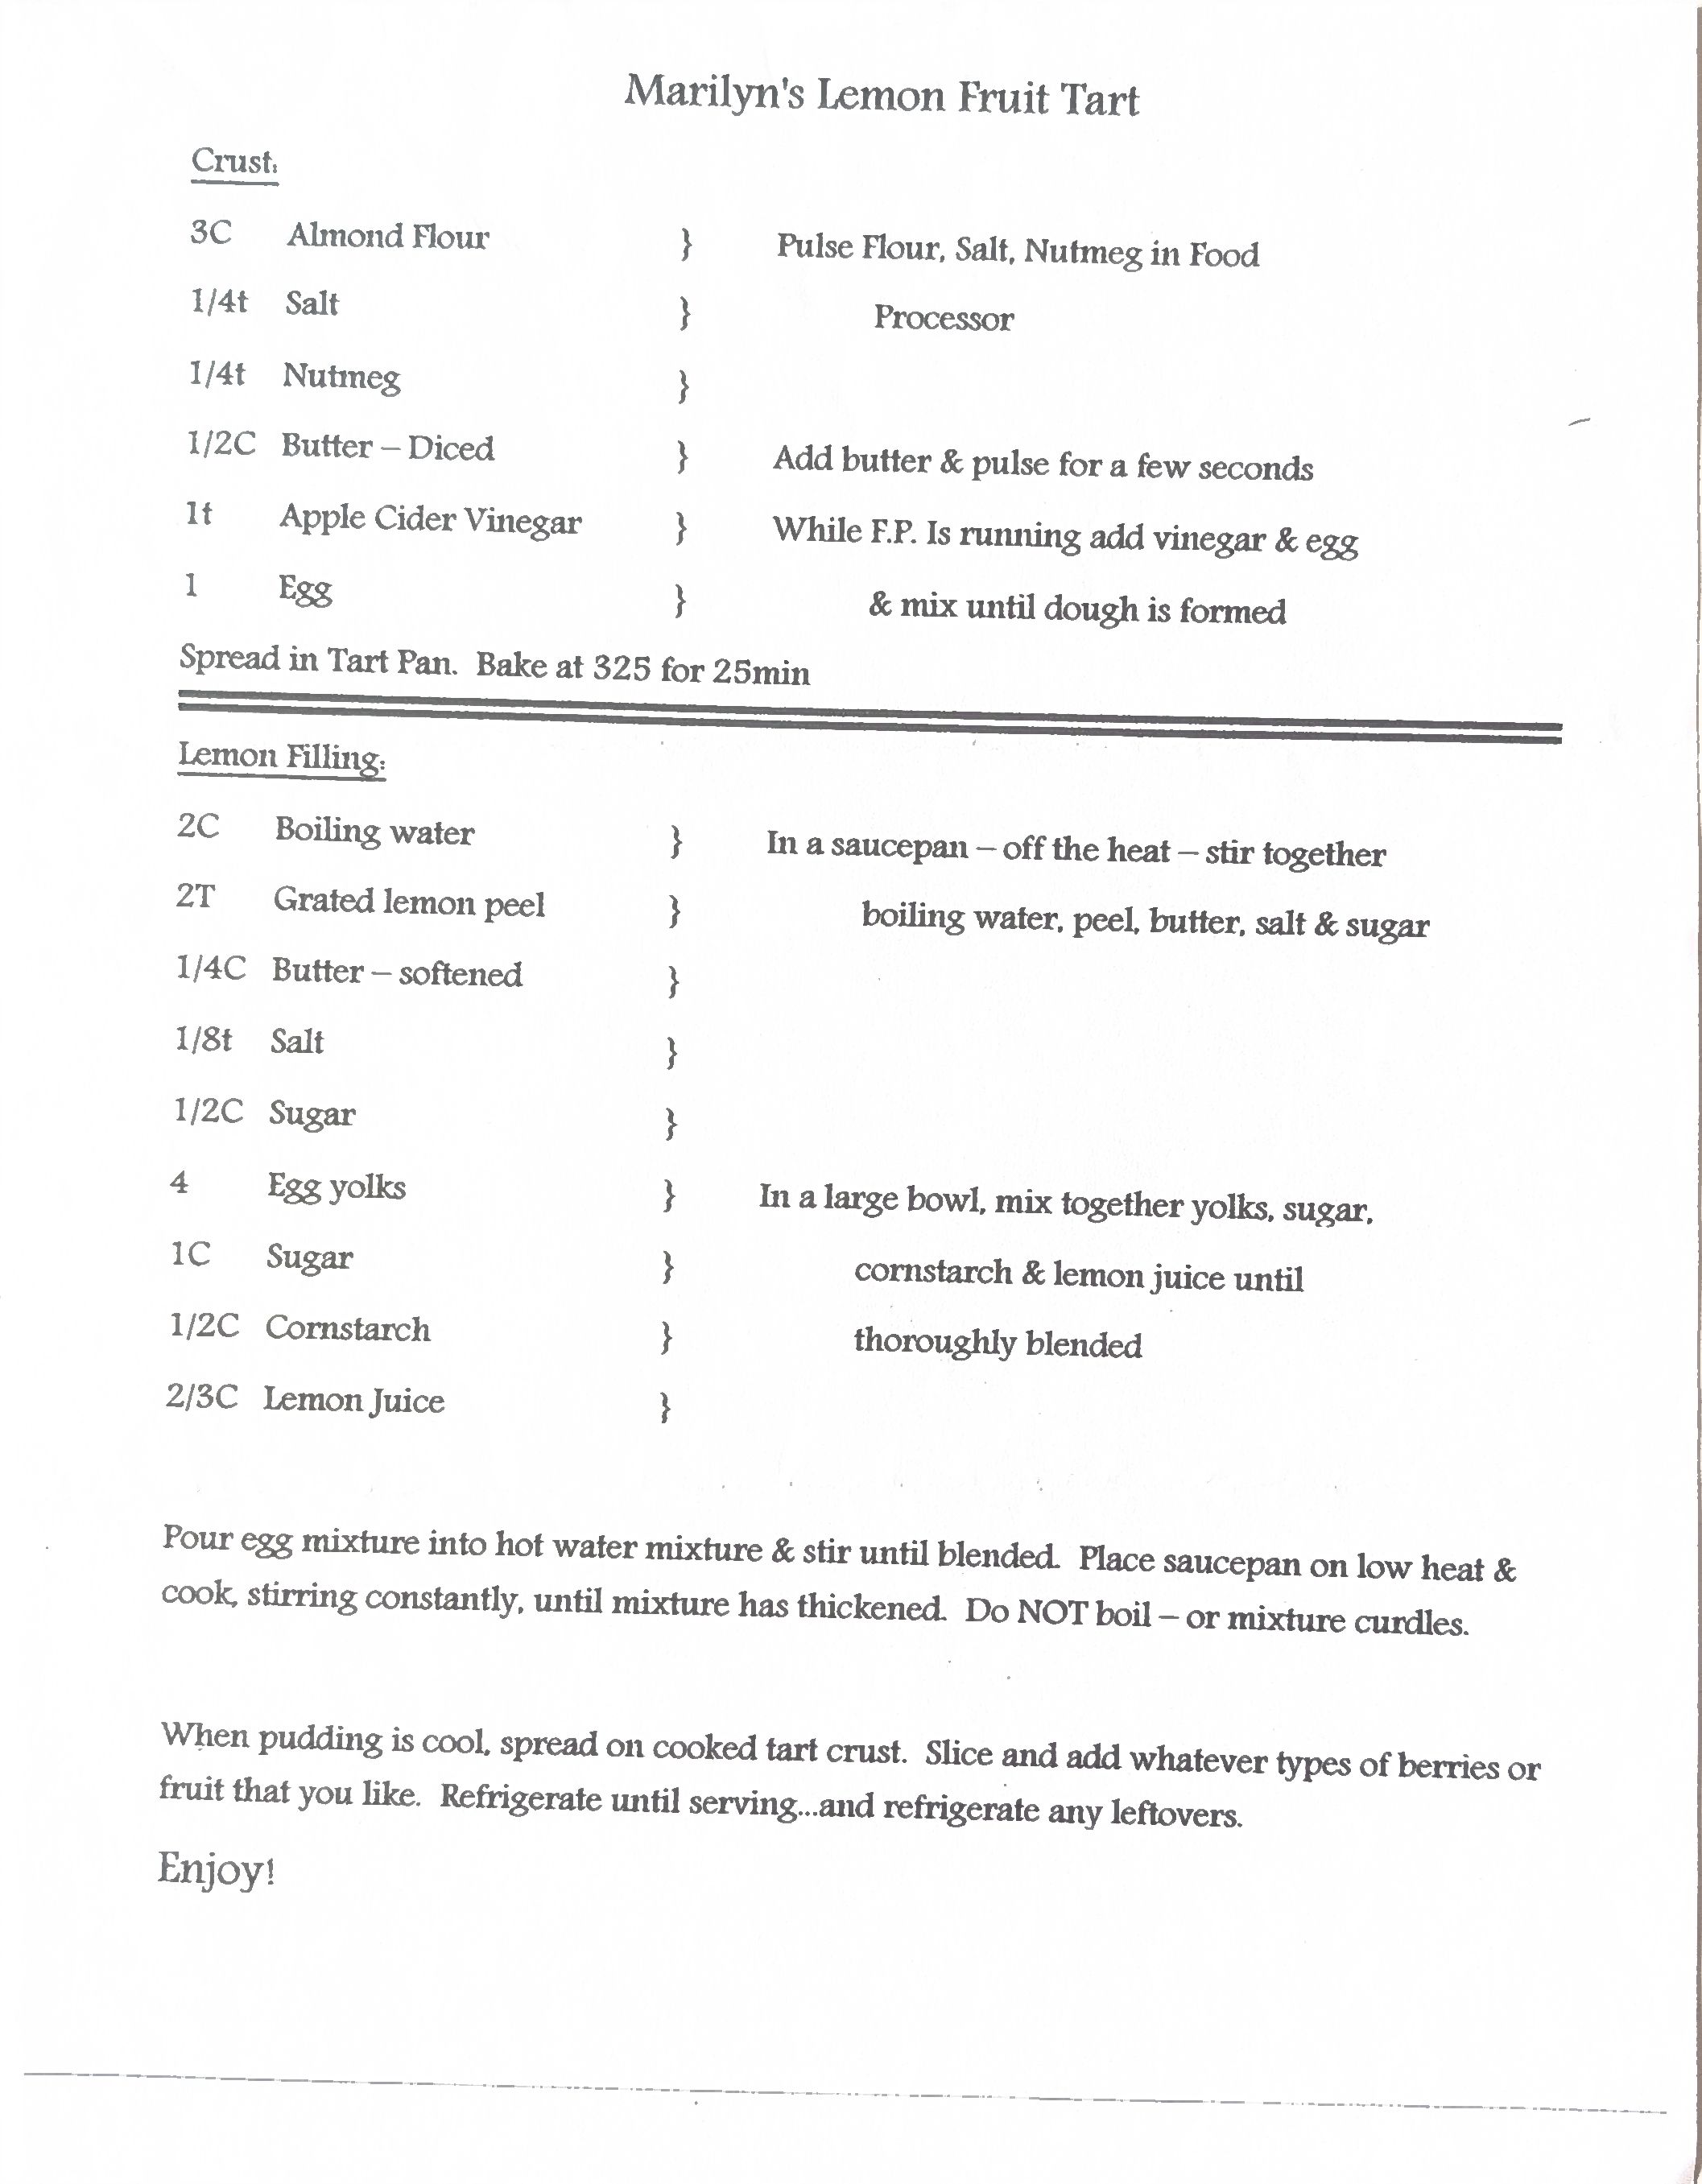 Marilyn's Lemon Fruit Tart
Crust:
3C Almond Flour } Pulse Flour, Salt, Nutmeg in Food
1/4t Salt } Processor
1/4t Nutmeg }
1/2C Butter – Diced } Add butter & pulse for a few seconds
1t Apple Cider Vinegar } While F.P. Is running add vinegar & egg
1 Egg } & mix until dough is formed
Spread in Tart Pan. Bake at 325 for 25min
Lemon Filling:
2C Boiling water } In a saucepan – off the heat – stir together
2T Grated lemon peel } boiling water, peel, butter, salt & sugar
1/4C Butter – softened }
1/8t Salt }
1/2C Sugar }
4 Egg yolks } In a large bowl, mix together yolks, sugar,
1C Sugar } cornstarch & lemon juice until
1/2C Cornstarch } thoroughly blended
2/3C Lemon Juice }
Pour egg mixture into hot water mixture & stir until blended. Place saucepan on low heat &
cook, stirring constantly, until mixture has thickened. Do NOT boil – or mixture curdles.
When pudding is cool, spread on cooked tart crust. Slice and add whatever types of berries or
fruit that you like. Refrigerate until serving...and refrigerate any leftovers.
Enjoy!